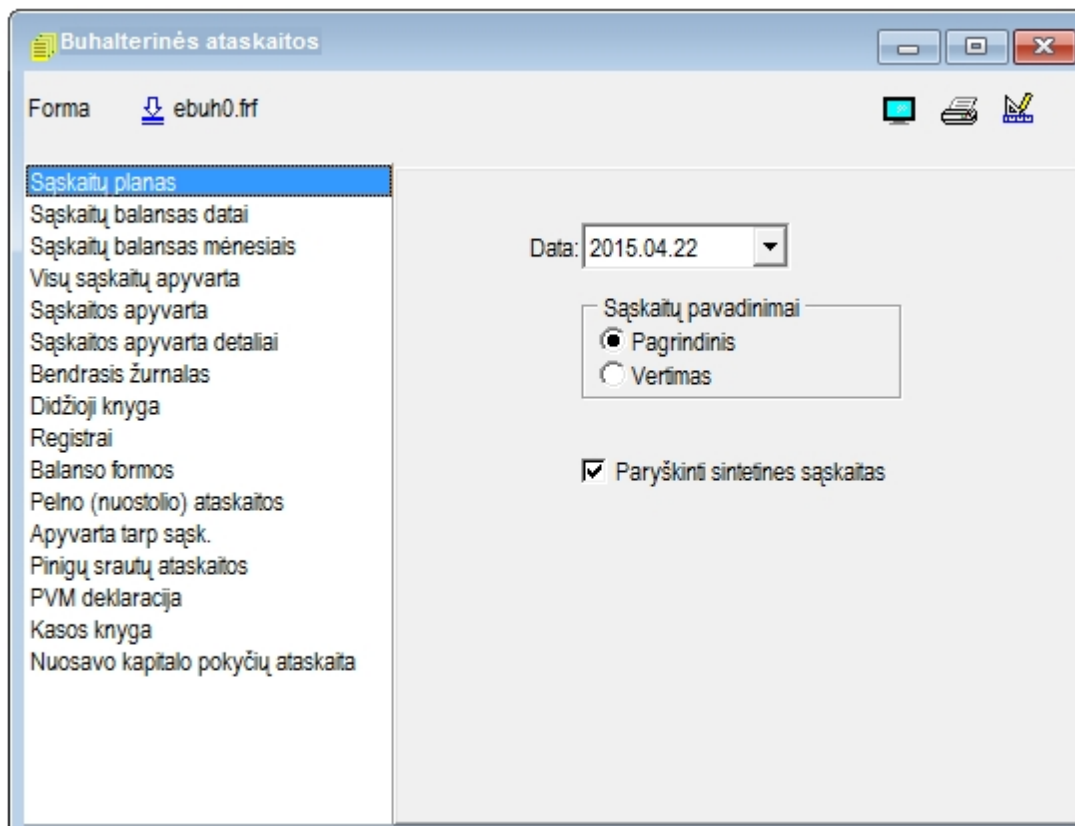 Buhalterinės ataskaitos
Forma ebuh0.frf
Sąskaitų planas
Sąskaitų balansas datai
Sąskaitų balansas mėnesiais
Visų sąskaitų apyvarta
Sąskaitos apyvarta
Sąskaitos apyvarta detaliai
Bendrasis žurnalas
Didžioji knyga
Registrai
Balanso formos
Pelno (nuostolio) ataskaitos
Apyvarta tarp sąsk.
Pinigų srautų ataskaitos
PVM deklaracija
Kasos knyga
Nuosavo kapitalo pokyčių ataskaita
Data: 2015.04.22
Sąskaitų pavadinimai
Pagrindinis
Vertimas
Paryškinti sintetines sąskaitas